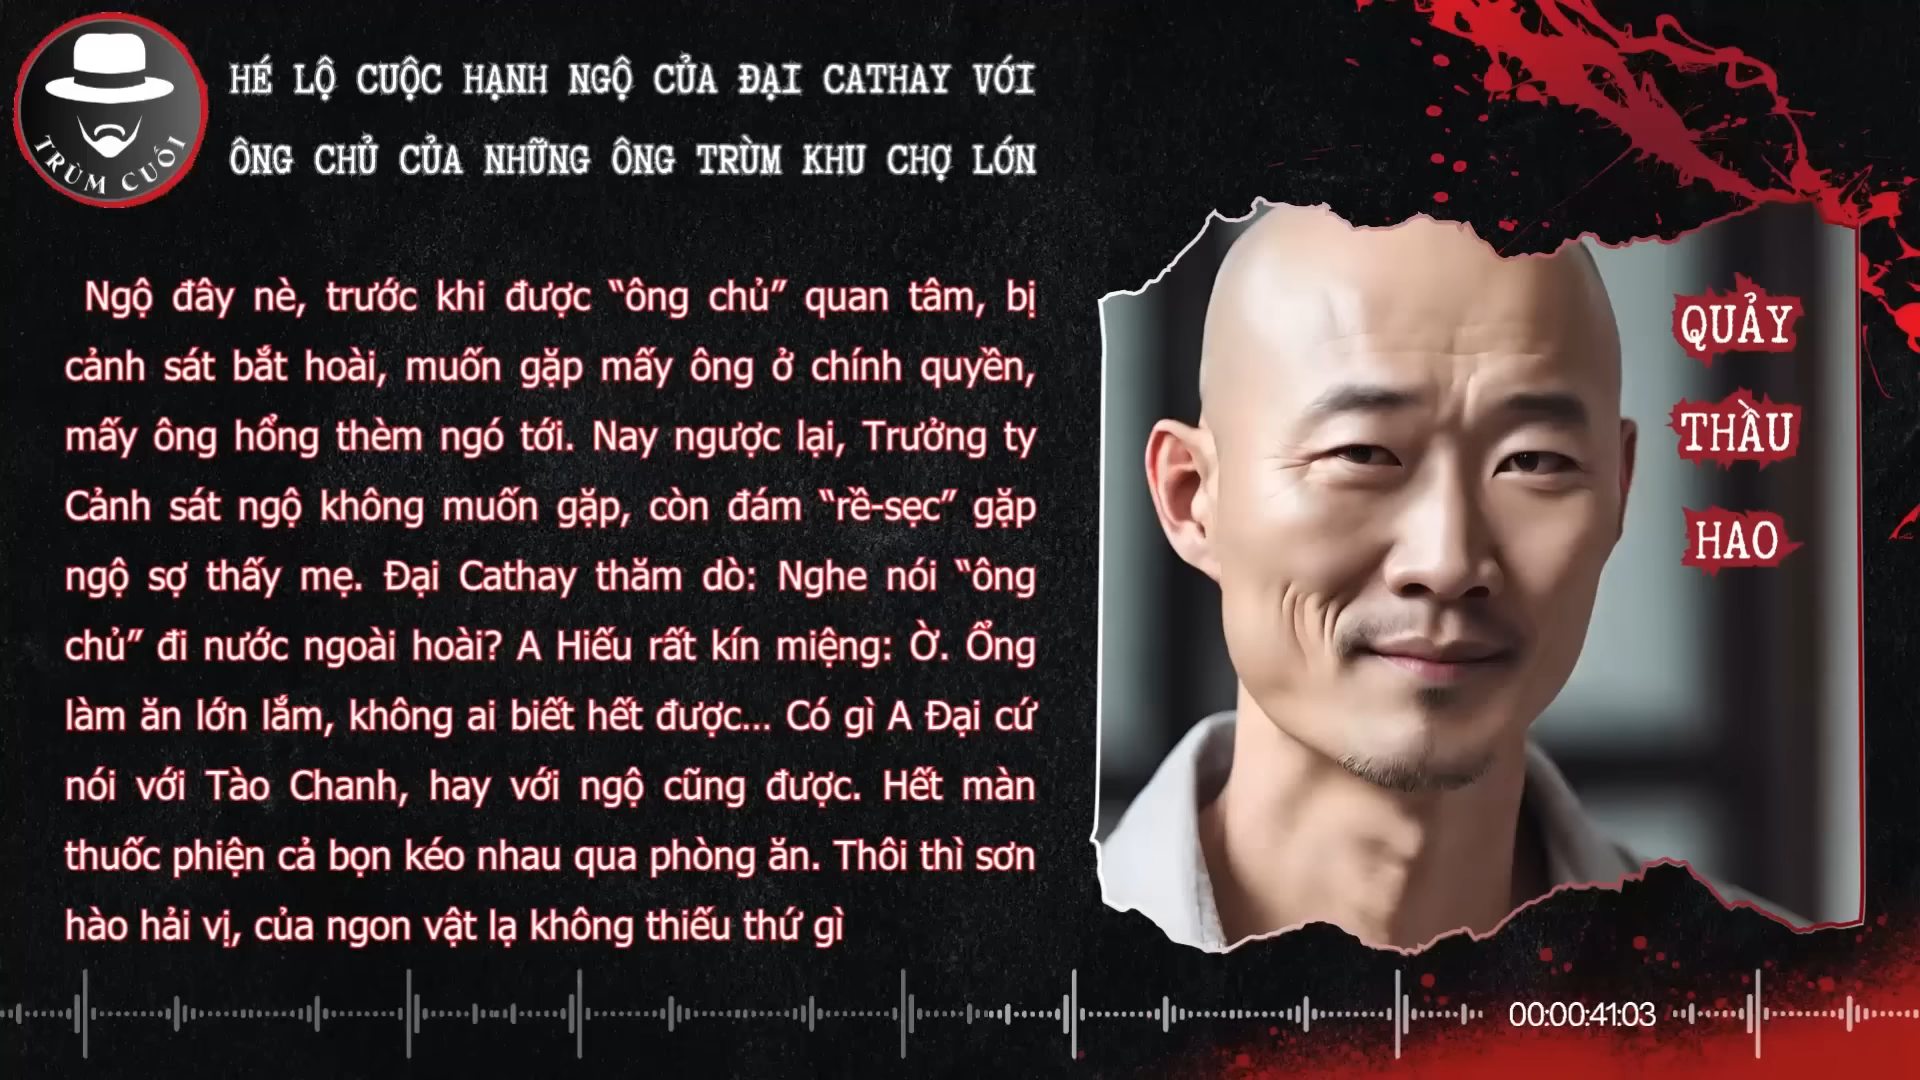 TRÙM CUỐI
HÉ LỘ CUỘC HẠNH NGỘ CỦA ĐẠI CATHAY VỚI
ÔNG CHỦ CỦA NHỮNG ÔNG TRÙM KHU CHỢ LỚN
Ngộ đây nè, trước khi được “ông chủ” quan tâm, bị
cảnh sát bắt hoài, muốn gặp mấy ông ở chính quyền,
mấy ông hổng thèm ngó tới. Nay ngược lại, Trưởng ty
Cảnh sát ngộ không muốn gặp, còn đám “rề-sẹc” gặp
ngộ sợ thấy mẹ. Đại Cathay thăm dò: Nghe nói “ông
chủ” đi nước ngoài hoài? A Hiếu rất kín miệng: Ờ. Ổng
làm ăn lớn lắm, không ai biết hết được... Có gì A Đại cứ
nói với Tào Chanh, hay với ngộ cũng được. Hết màn
thuốc phiện cả bọn kéo nhau qua phòng ăn. Thôi thì sơn
hào hải vị, của ngon vật lạ không thiếu thứ gì
QUẢY
THẦU
HAO
00:00:41:03